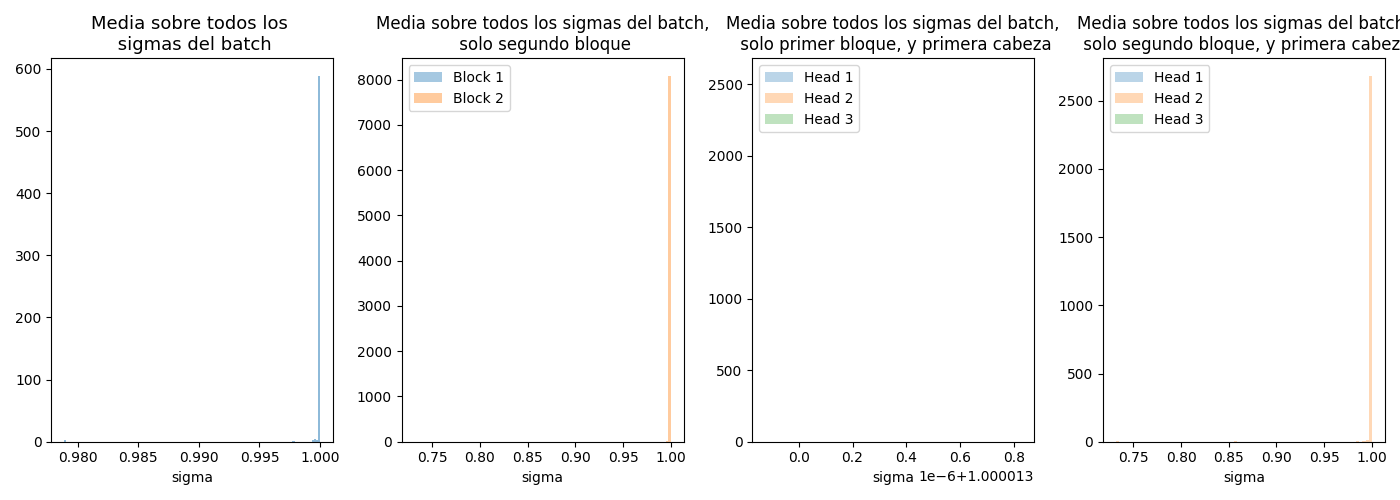 Media sobre todos los
sigmas del batch
600
500
400
300
200
100
0
0.980 0.985 0.990 0.995 1.000
sigma
Media sobre todos los sigmas del batch,
solo segundo bloque
Block 1
Block 2
8000
7000
6000
5000
4000
3000
2000
1000
0
0.75 0.80 0.85 0.90 0.95 1.00
sigma
Media sobre todos los sigmas del batch,
solo primer bloque, y primera cabeza
Head 1
Head 2
Head 3
2500
2000
1500
1000
500
0
0.0 0.2 0.4 0.6 0.8
sigma 1e−6+1.000013
Media sobre todos los sigmas del batch
solo segundo bloque, y primera cabez
Head 1
Head 2
Head 3
2500
2000
1500
1000
500
0
0.75 0.80 0.85 0.90 0.95 1.00
sigma